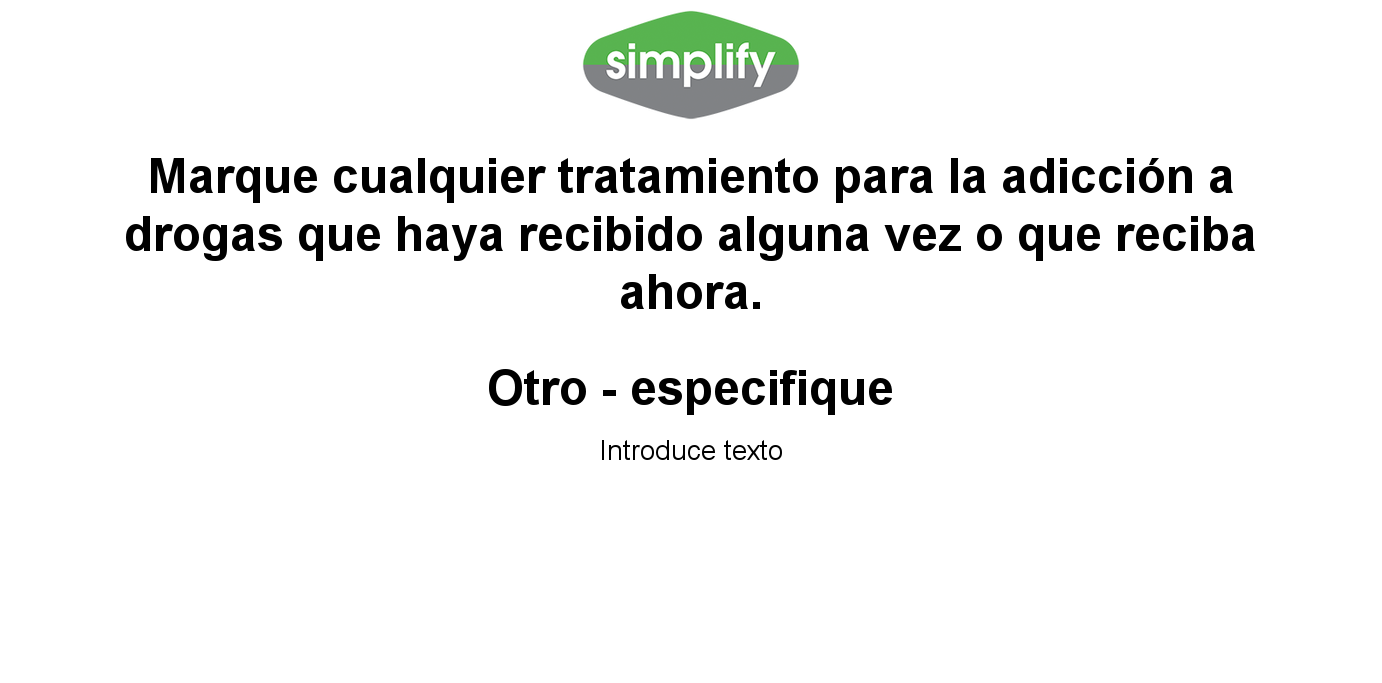 simplify
Marque cualquier tratamiento para la adicción a
drogas que haya recibido alguna vez o que reciba
ahora.
Otro - especifique
Introduce texto